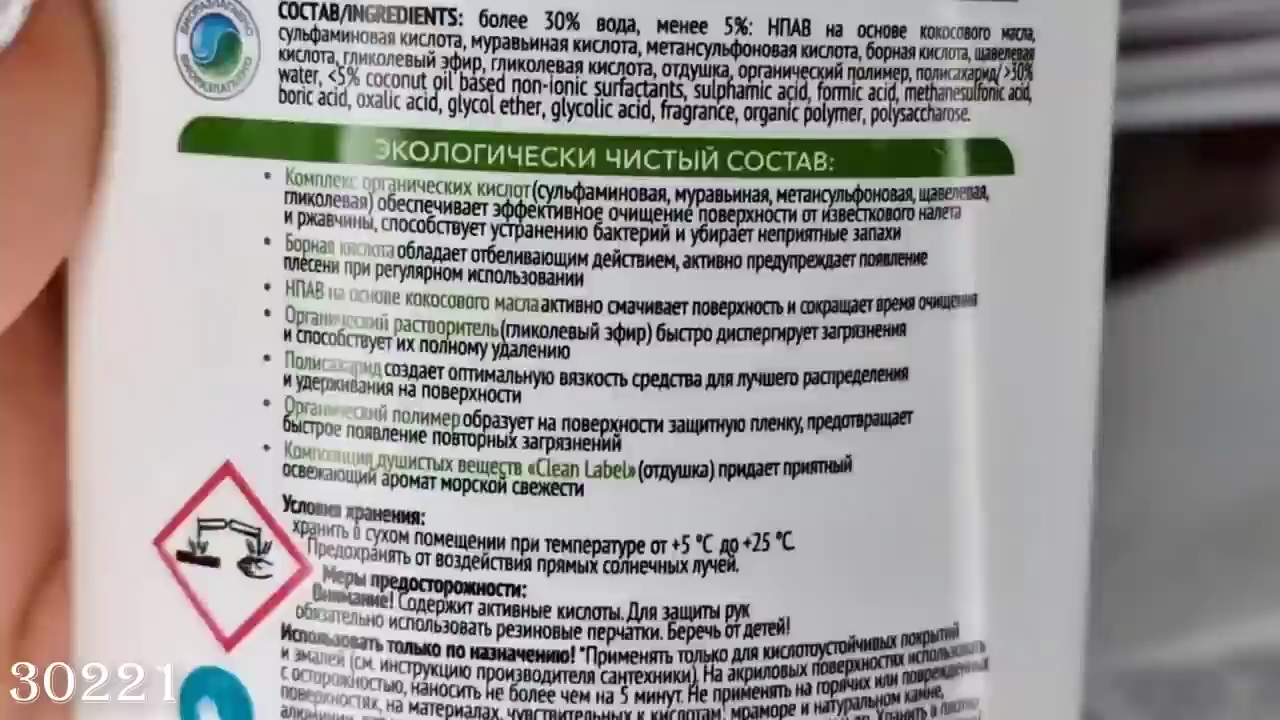 СОСТАВ/INGREDIENTS: более 30% вода, менее 5%: НПАВ на основе кокосового масла,
сульфаминовая кислота, муравьиная кислота, метансульфоновая кислота, борная кислота, щавелевая
кислота, гликолевый эфир, гликолевая кислота, отдушка, органический полимер, полисахарид/ >30%
water, <5% coconut oil based non-ionic surfactants, sulphamic acid, formic acid, methanesulfonic acid,
boric acid, oxalic acid, glycol ether, glycolic acid, fragrance, organic polymer, polysaccharose.
ЭКОЛОГИЧЕСКИ ЧИСТЫЙ СОСТАВ:
• Комплекс органических кислот (сульфаминовая, муравьиная, метансульфоновая, щавелевая,
гликолевая) обеспечивает эффективное очищение поверхности от известкового налета
и ржавчины, способствует устранению бактерий и убирает неприятные запахи
• Борная кислота обладает отбеливающим действием, активно предупреждает появление
плесени при регулярном использовании
• НПАВ на основе кокосового масла активно смачивает поверхность и сокращает время очищения
• Органический растворитель (гликолевый эфир) быстро диспергирует загрязнения
и способствует их полному удалению
• Полисахарид создает оптимальную вязкость средства для лучшего распределения
и удерживания на поверхности
• Органический полимер образует на поверхности защитную пленку, предотвращает
быстрое появление повторных загрязнений
• Композиция душистых веществ «Clean Label» (отдушка) придает приятный
освежающий аромат морской свежести
Условия хранения:
хранить в сухом помещении при температуре от +5 °С до +25 °С.
Предохранять от воздействия прямых солнечных лучей.
Меры предосторожности:
Внимание! Содержит активные кислоты. Для защиты рук
обязательно использовать резиновые перчатки. Беречь от детей!
Использовать только по назначению! *Применять только для кислотоустойчивых покрытий
и эмалей (см. инструкцию производителя сантехники). На акриловых поверхностях использовать
с осторожностью, наносить не более чем на 5 минут. Не применять на горячих или поврежденных
поверхностях, на материалах, чувствительных к кислотам: мраморе и натуральном камне,
Хранить в
30221